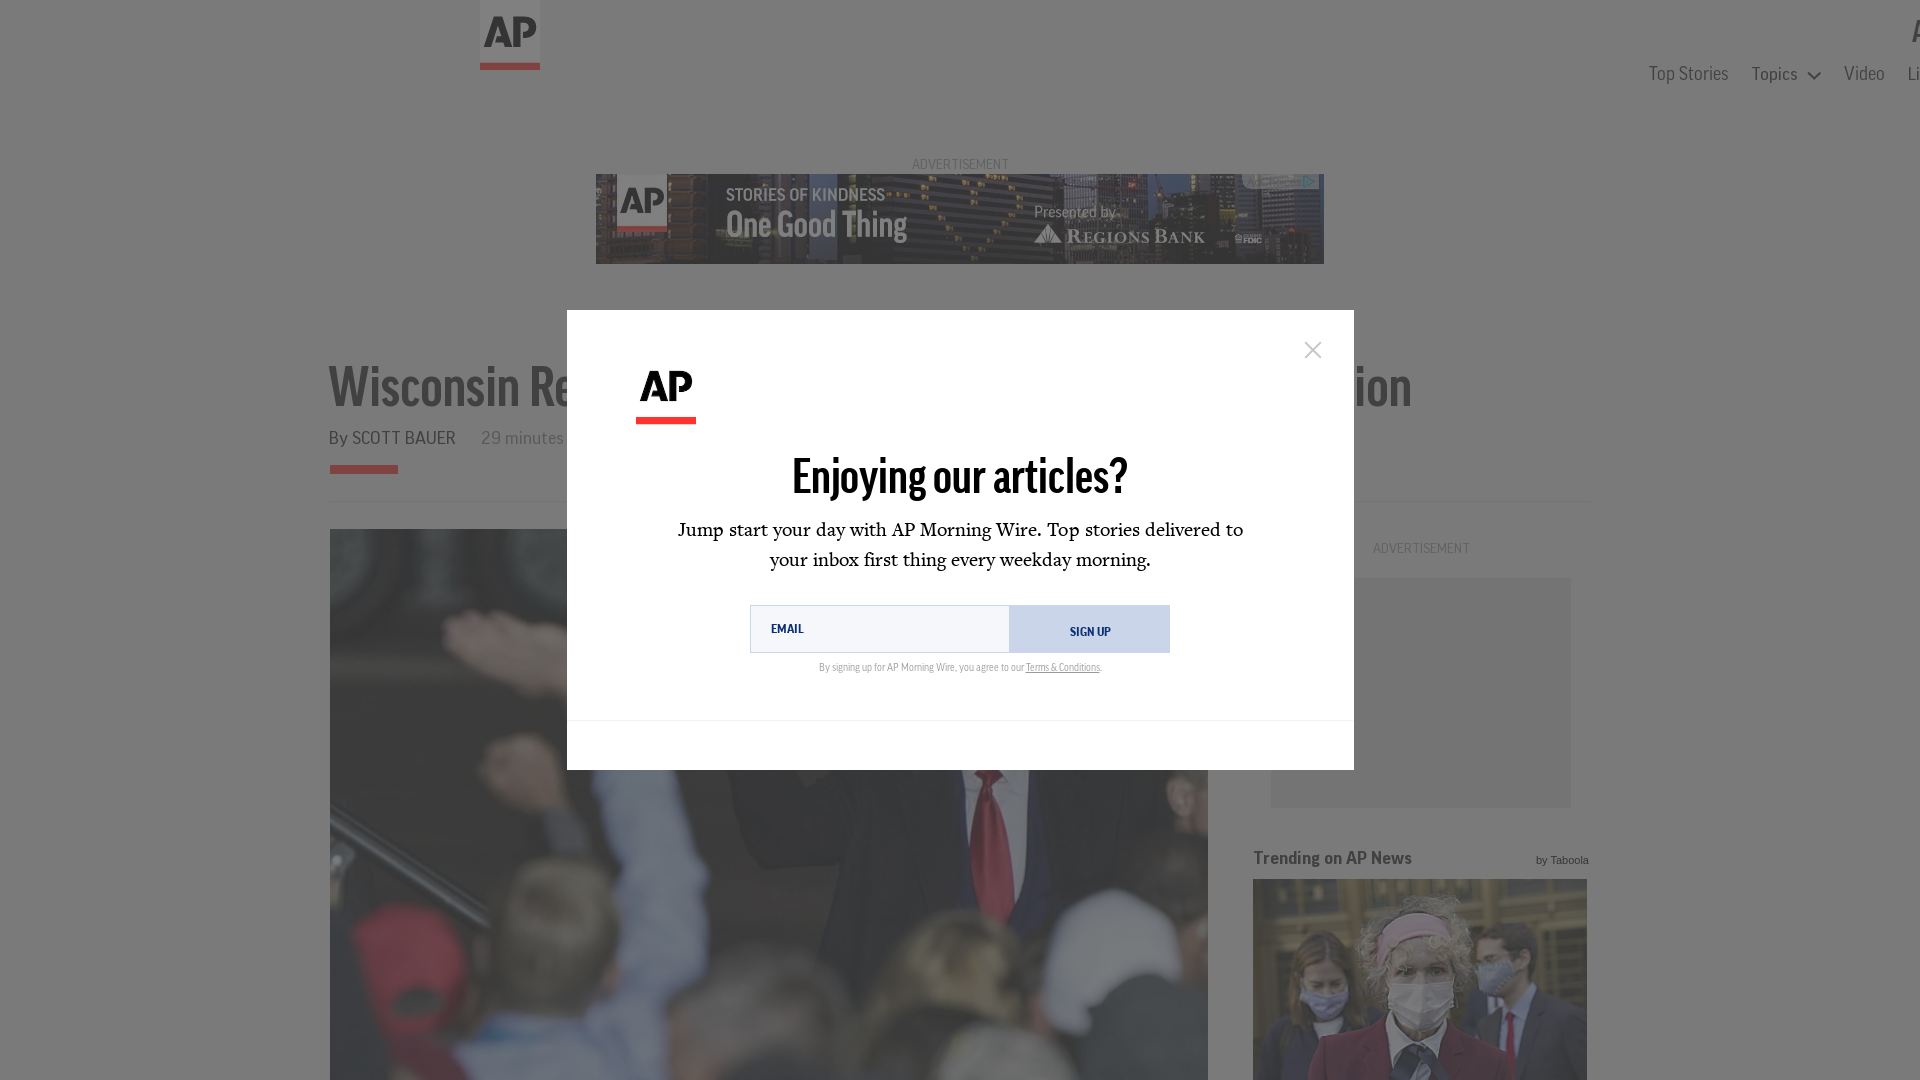 AP
Top Stories
Topics
Video
ADVERTISEMENT
AP
STORIES OF KINDNESS
One Good Thing
Presented by
REGIONS BANK
FDIC
AP
Enjoying our articles?
Jump start your day with AP Morning Wire. Top stories delivered to
your inbox first thing every weekday morning.
EMAIL
SIGN UP
By signing up for AP Morning Wire, you agree to our Terms & Conditions.
Wisconsin
By SCOTT BAUER
29 minutes
ADVERTISEMENT
Trending on AP News
by Taboola